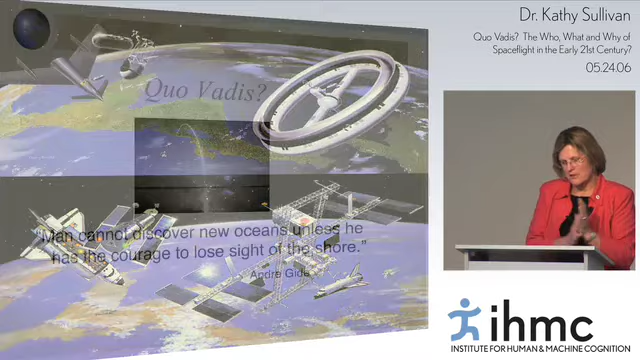 Dr. Kathy Sullivan
Quo Vadis? The Who, What and Why of
Spaceflight in the Early 21st Century?
05.24.06
Quo Vadis?
"Man cannot discover new oceans unless he
has the courage to lose sight of the shore."
Andre Gide
ihmc
INSTITUTE FOR HUMAN & MACHINE COGNITION